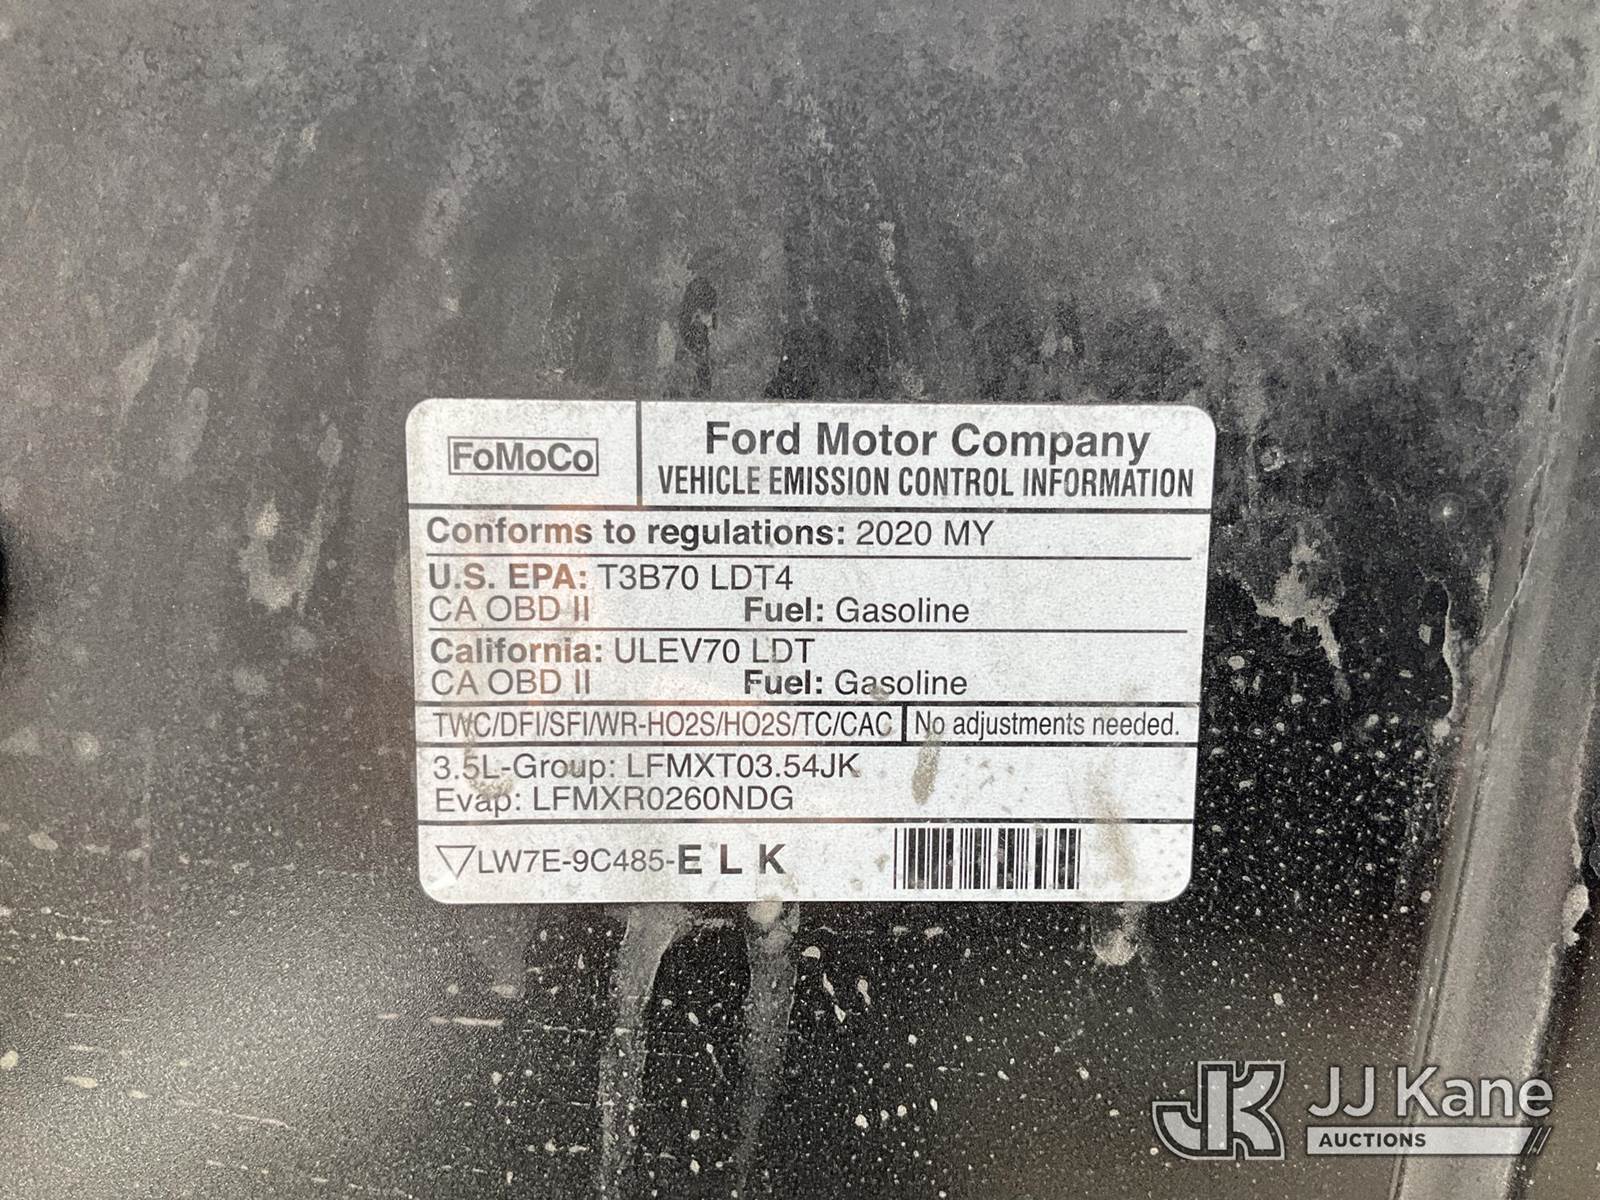 FoMoCo
Ford Motor Company
VEHICLE EMISSION CONTROL INFORMATION
Conforms to regulations: 2020 MY
U.S. EPA: T3B70 LDT4
CA OBD II Fuel: Gasoline
California: ULEV70 LDT
CA OBD II Fuel: Gasoline
TWC/DFI/SFI/WR-HO2S/HO2S/TC/CAC No adjustments needed.
3.5L-Group: LFMXT03.54JK
Evap: LFMXR0260NDG
LW7E-9C485-E L K
JK JJ Kane
AUCTIONS